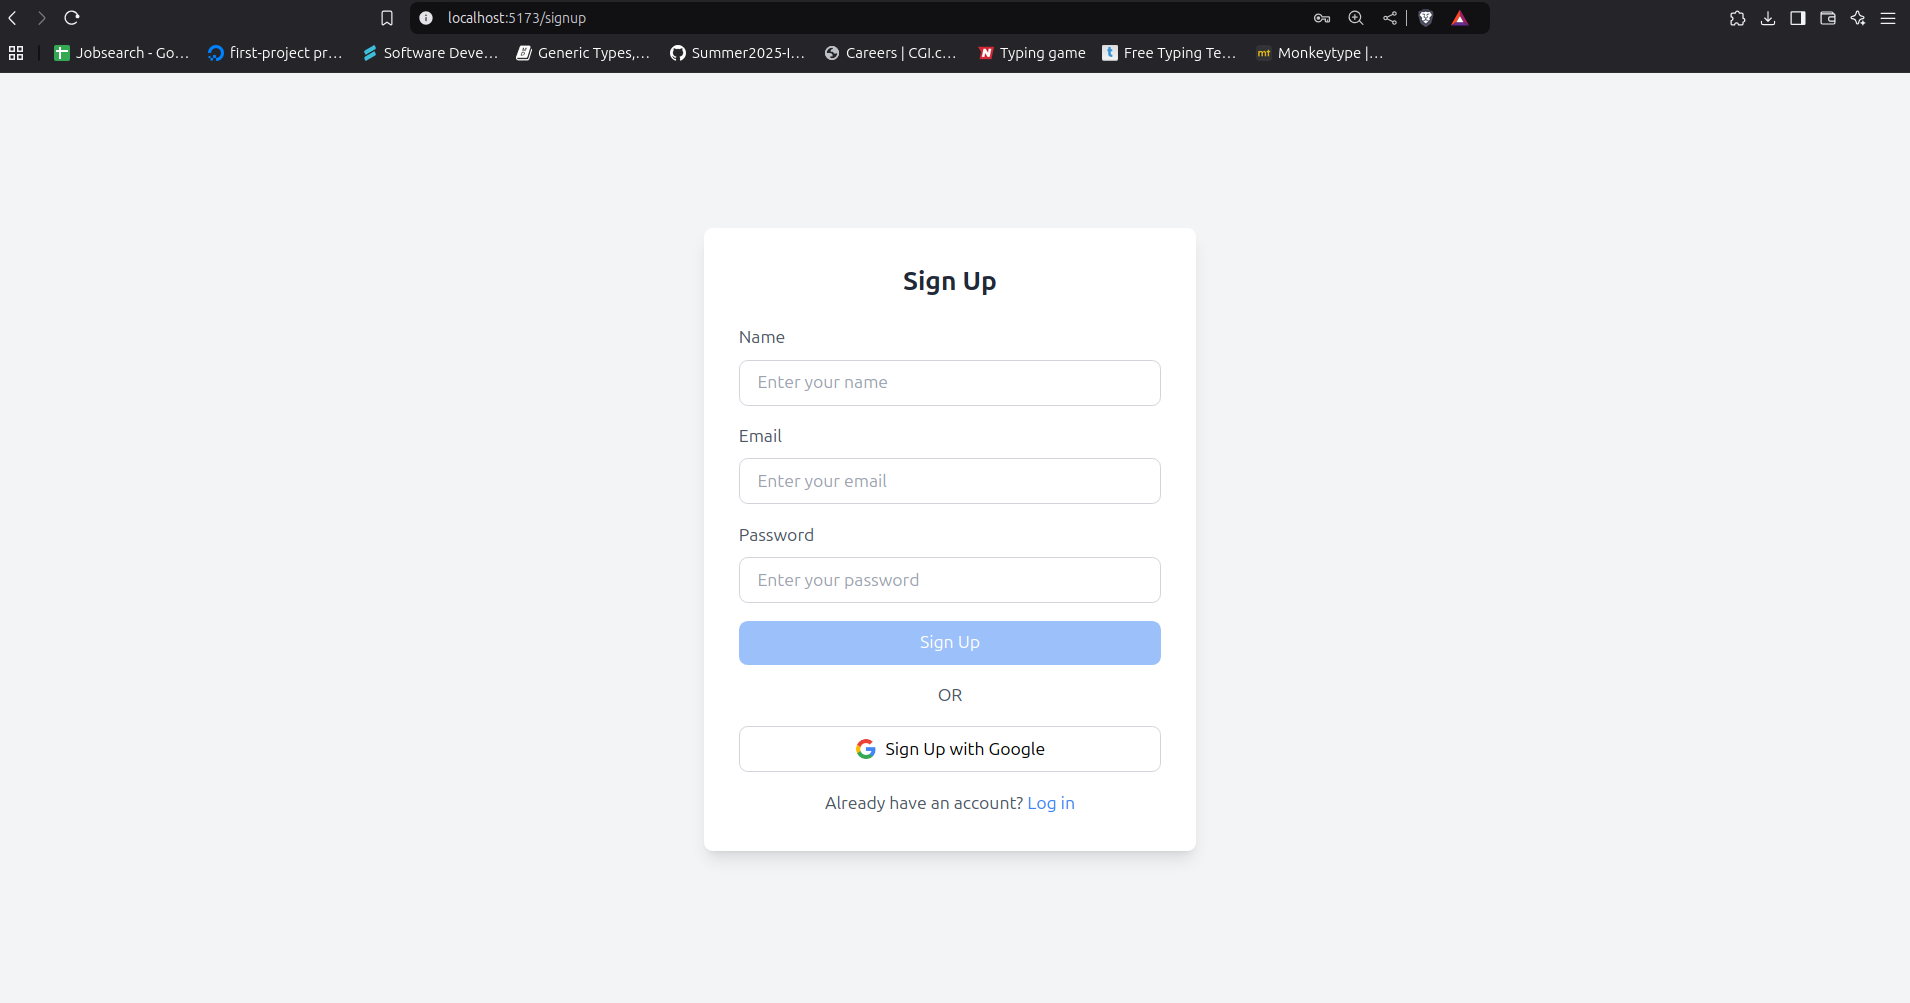 localhost:5173/signup
Jobsearch - Go... first-project pr... Software Deve... Generic Types,... Summer2025-I... Careers | CGI.c... N Typing game t Free Typing Te... mt Monkeytype |...
Sign Up
Name
Enter your name
Email
Enter your email
Password
Enter your password
Sign Up
OR
G Sign Up with Google
Already have an account? Log in